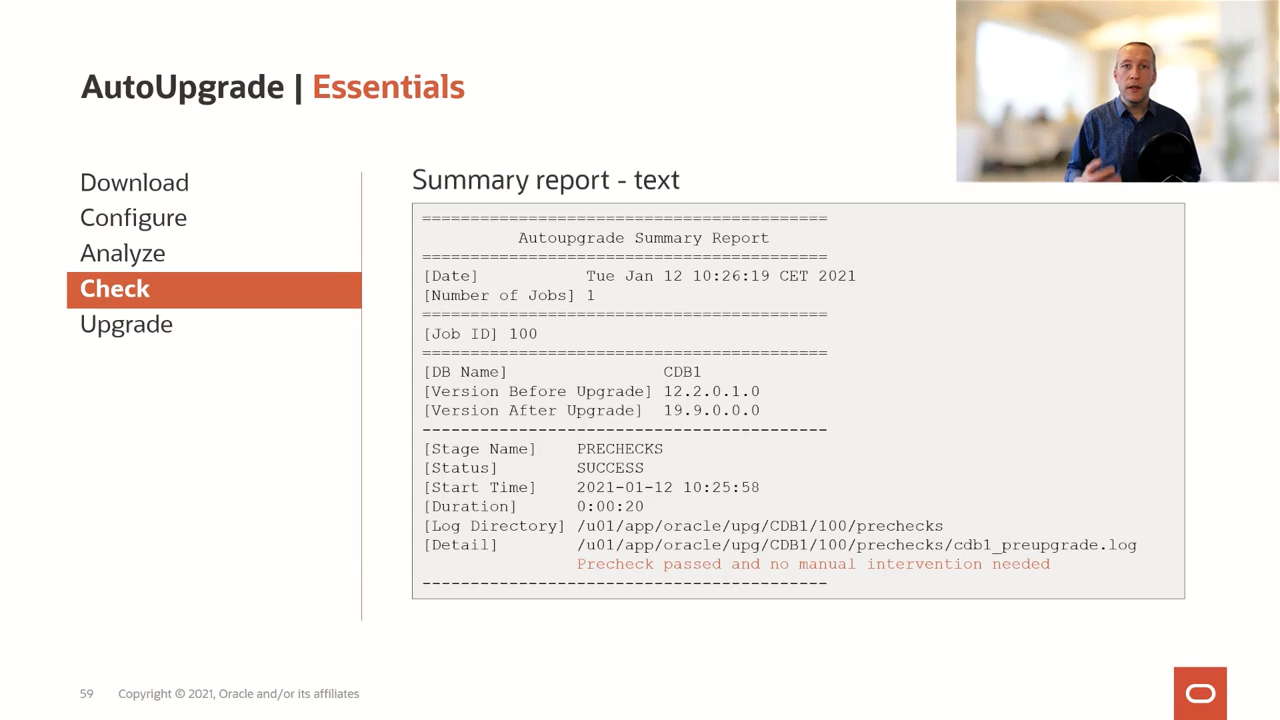 AutoUpgrade | Essentials
Download
Configure
Analyze
Check
Upgrade
Summary report - text
==========================================
Autoupgrade Summary Report
==========================================
[Date] Tue Jan 12 10:26:19 CET 2021
[Number of Jobs] 1
==========================================
[Job ID] 100
==========================================
[DB Name] CDB1
[Version Before Upgrade] 12.2.0.1.0
[Version After Upgrade] 19.9.0.0.0
------------------------------------------
[Stage Name] PRECHECKS
[Status] SUCCESS
[Start Time] 2021-01-12 10:25:58
[Duration] 0:00:20
[Log Directory] /u01/app/oracle/upg/CDB1/100/prechecks
[Detail] /u01/app/oracle/upg/CDB1/100/prechecks/cdb1_preupgrade.log
Precheck passed and no manual intervention needed
------------------------------------------
59 Copyright © 2021, Oracle and/or its affiliates